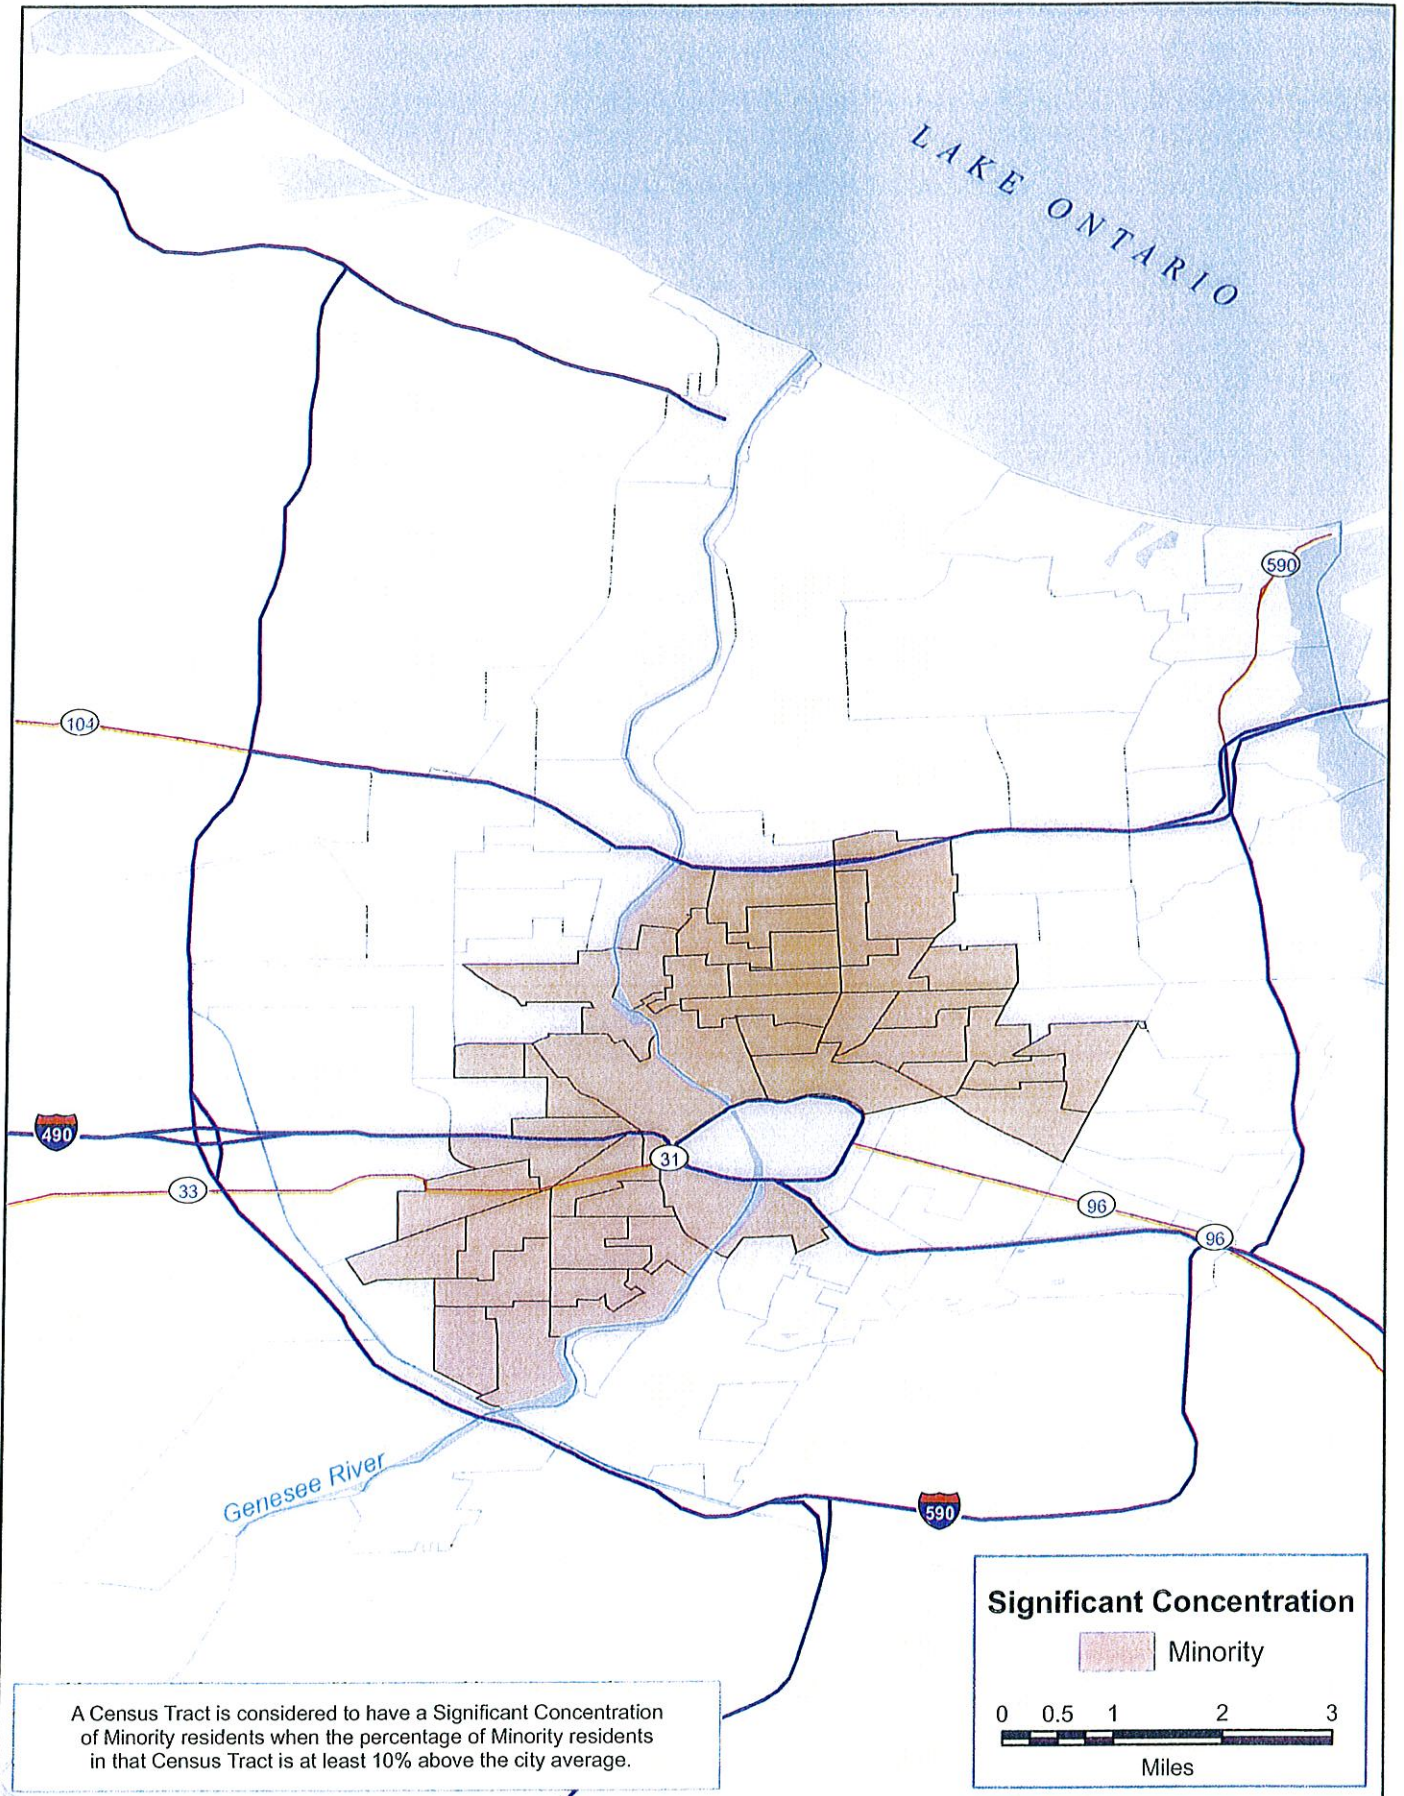 LAKE ONTARIO
590
104
490
31
33
96
96
Genesee River
590
Significant Concentration
Minority
0 0.5 1 2 3
Miles
A Census Tract is considered to have a Significant Concentration
of Minority residents when the percentage of Minority residents
in that Census Tract is at least 10% above the city average.